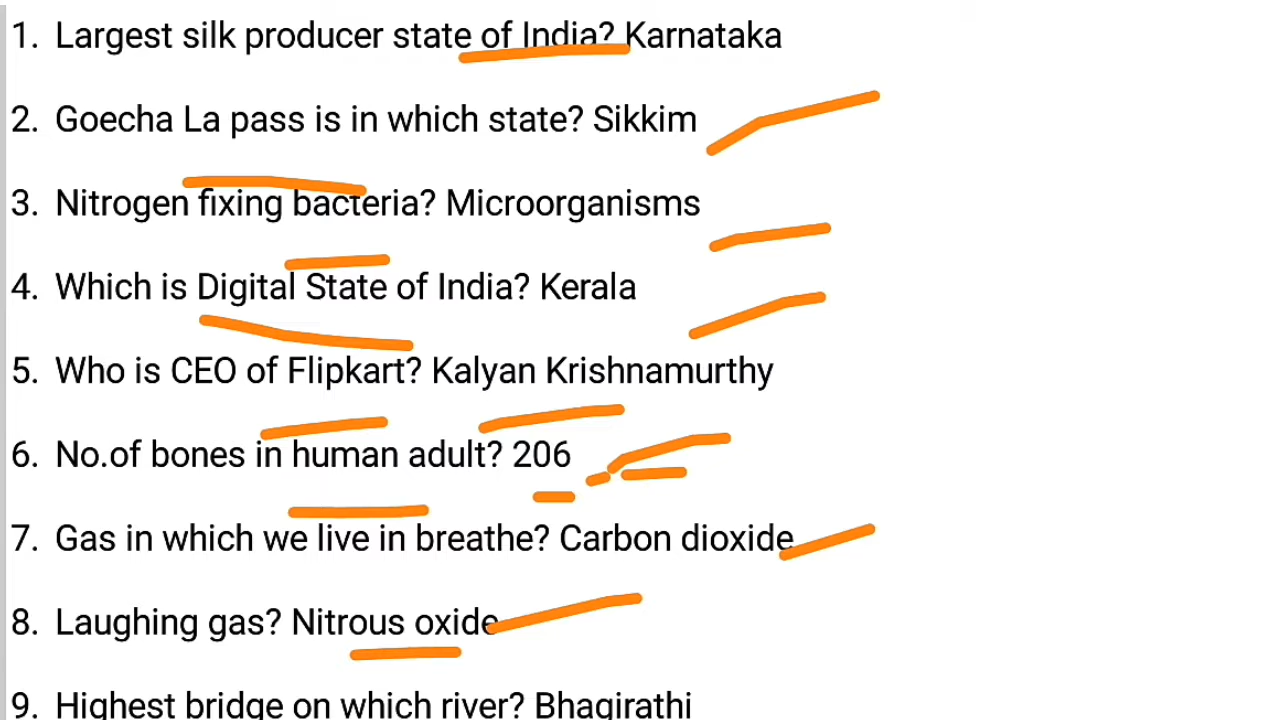 1. Largest silk producer state of India? Karnataka
2. Goecha La pass is in which state? Sikkim
3. Nitrogen fixing bacteria? Microorganisms
4. Which is Digital State of India? Kerala
5. Who is CEO of Flipkart? Kalyan Krishnamurthy
6. No.of bones in human adult? 206
7. Gas in which we live in breathe? Carbon dioxide
8. Laughing gas? Nitrous oxide
9. Highest bridge on which river? Bhagirathi